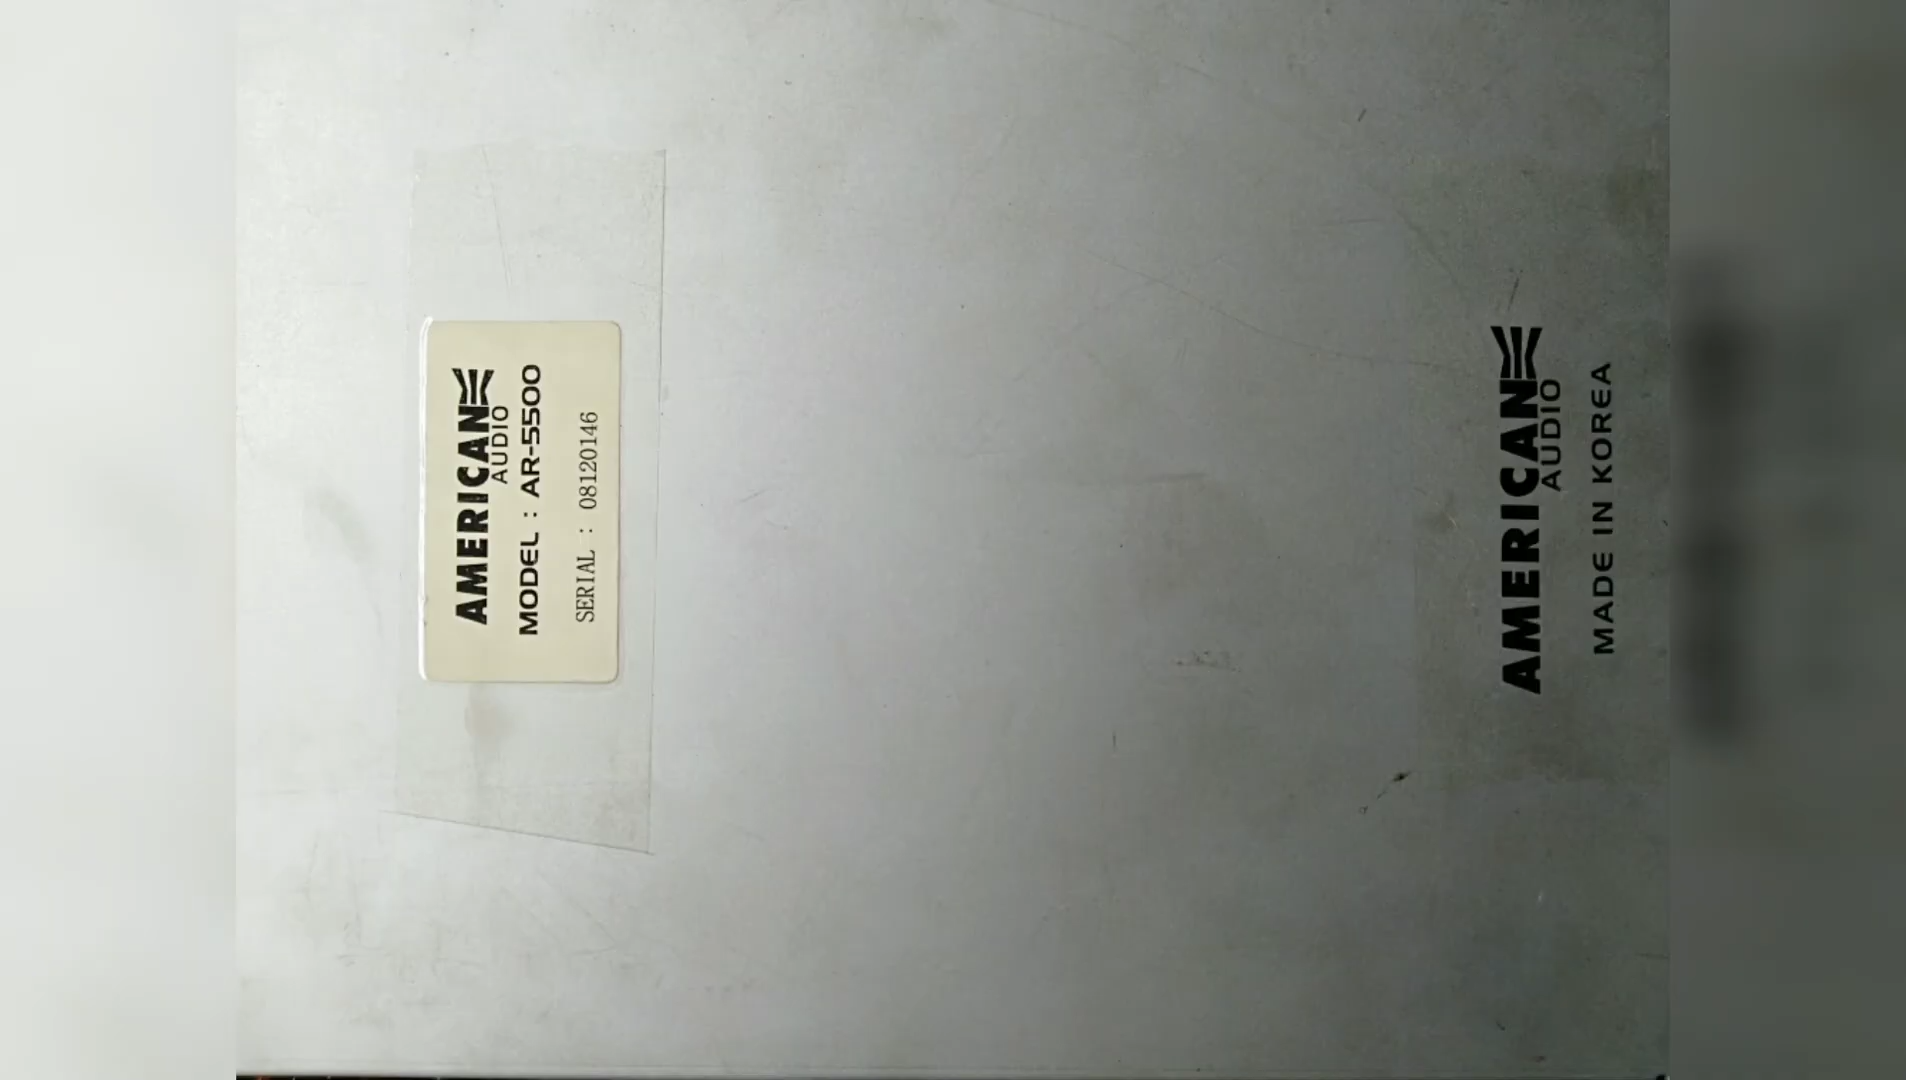 AMERICAN
AUDIO
MODEL : AR-5500
SERIAL : 08120146
AMERICAN
AUDIO
MADE IN KOREA